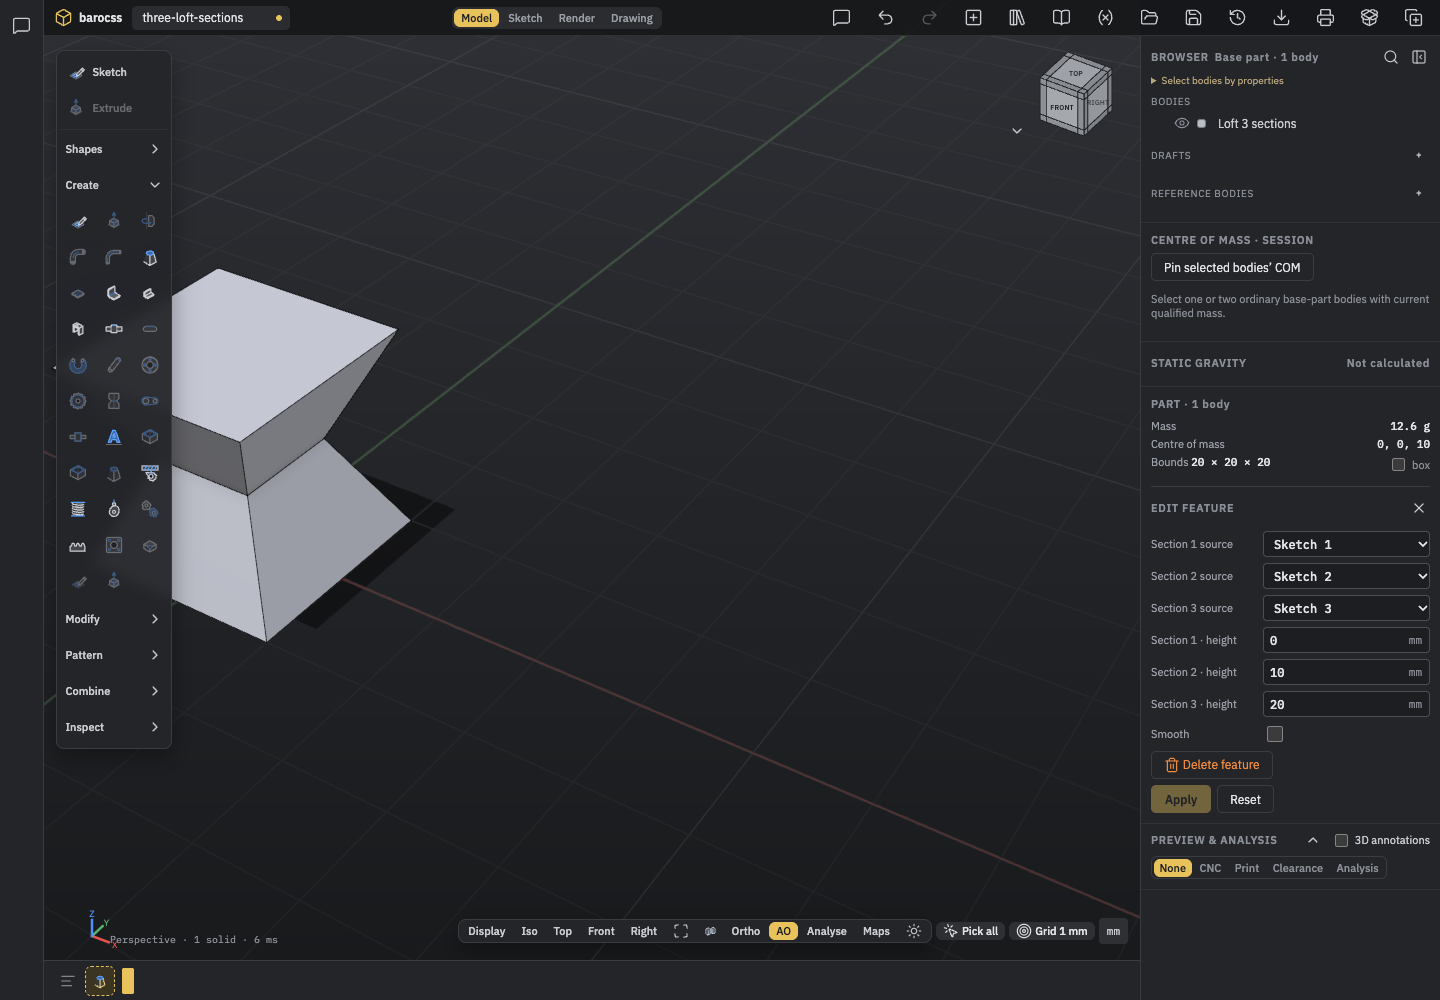 barocss
three-loft-sections
Model Sketch Render Drawing
Sketch
Extrude
Shapes
Create
Modify
Pattern
Combine
Inspect
TOP
FRONT
RIGHT
BROWSER Base part · 1 body
Select bodies by properties
BODIES
Loft 3 sections
DRAFTS +
REFERENCE BODIES +
CENTRE OF MASS · SESSION
Pin selected bodies’ COM
Select one or two ordinary base-part bodies with current
qualified mass.
STATIC GRAVITY Not calculated
PART · 1 body
Mass 12.6 g
Centre of mass 0, 0, 10
Bounds 20 × 20 × 20 box
EDIT FEATURE
Section 1 source Sketch 1
Section 2 source Sketch 2
Section 3 source Sketch 3
Section 1 · height 0 mm
Section 2 · height 10 mm
Section 3 · height 20 mm
Smooth
Delete feature
Apply Reset
PREVIEW & ANALYSIS 3D annotations
None CNC Print Clearance Analysis
Z
Y
X
Perspective · 1 solid · 6 ms
Display Iso Top Front Right Ortho AO Analyse Maps Pick all Grid 1 mm mm